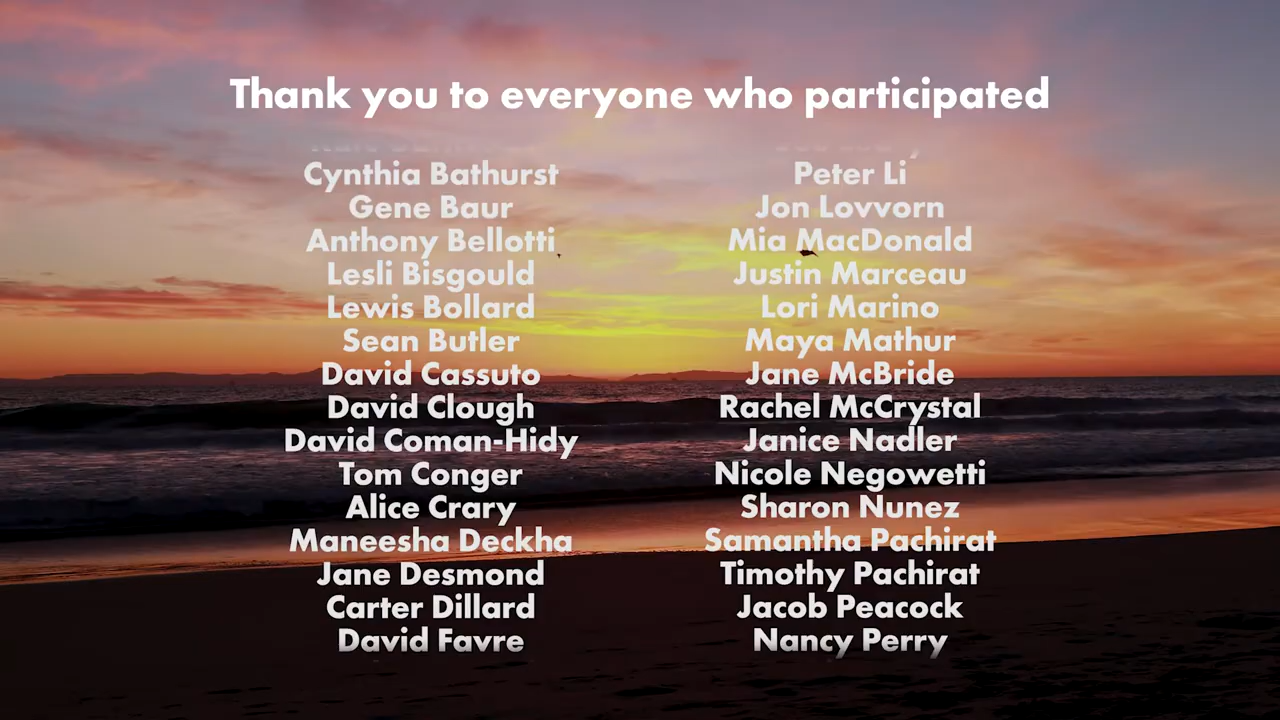 Thank you to everyone who participated
Cynthia Bathurst
Gene Baur
Anthony Bellotti
Lesli Bisgould
Lewis Bollard
Sean Butler
David Cassuto
David Clough
David Coman-Hidy
Tom Conger
Alice Crary
Maneesha Deckha
Jane Desmond
Carter Dillard
David Favre
Peter Li
Jon Lovvorn
Mia MacDonald
Justin Marceau
Lori Marino
Maya Mathur
Jane McBride
Rachel McCrystal
Janice Nadler
Nicole Negowetti
Sharon Nunez
Samantha Pachirat
Timothy Pachirat
Jacob Peacock
Nancy Perry